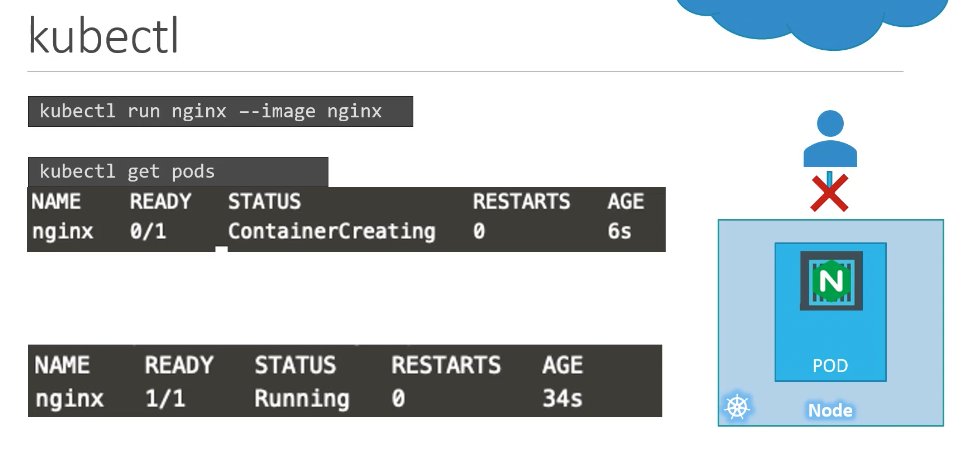 kubectl
kubectl run nginx –-image nginx
kubectl get pods
NAME READY STATUS RESTARTS AGE
nginx 0/1 ContainerCreating 0 6s
NAME READY STATUS RESTARTS AGE
nginx 1/1 Running 0 34s
N
POD
Node